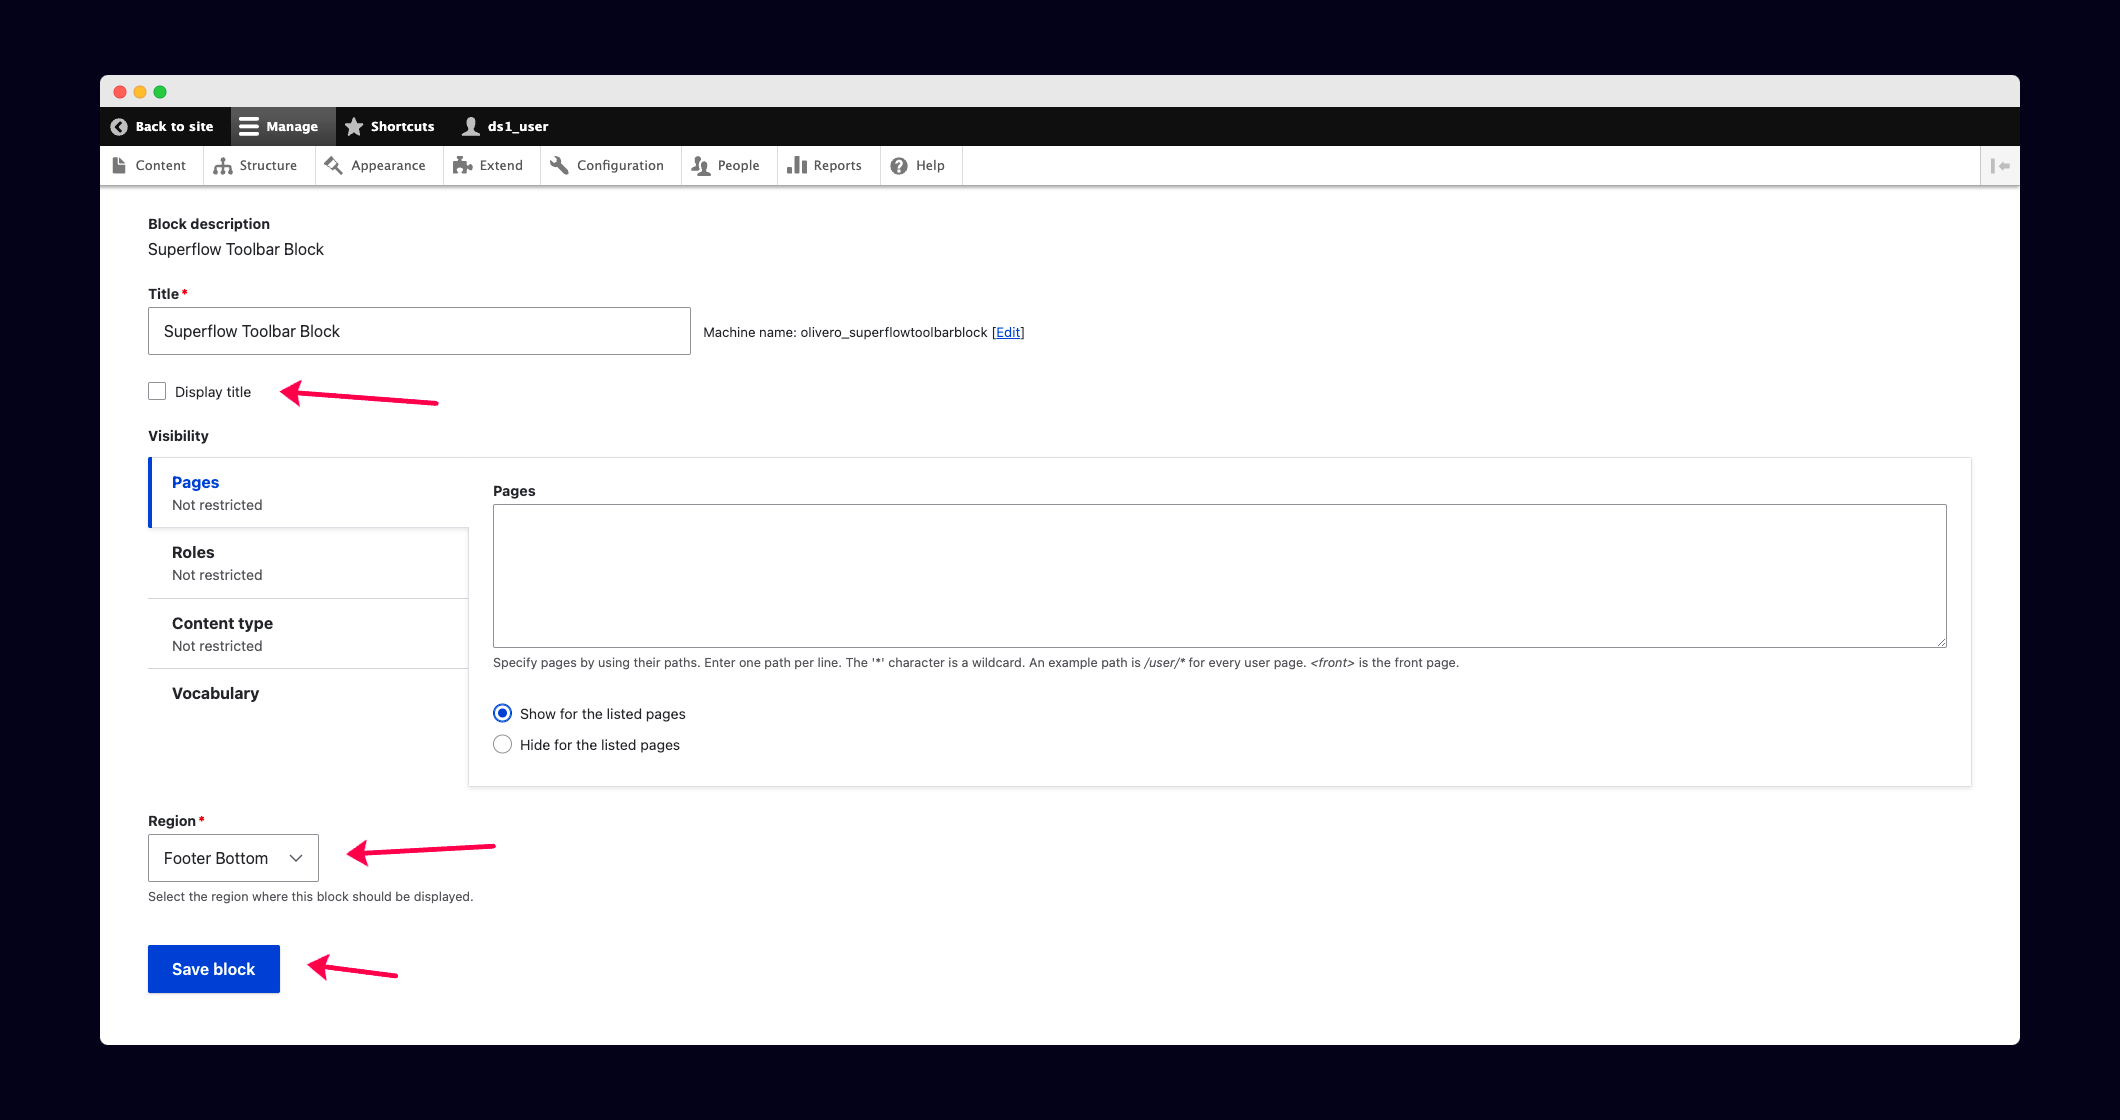 Back to site Manage Shortcuts ds1_user
Content Structure Appearance Extend Configuration People Reports Help
Block description
Superflow Toolbar Block
Title*
Superflow Toolbar Block
Machine name: olivero_superflowtoolbarblock [Edit]
Display title
Visibility
Pages
Not restricted
Roles
Not restricted
Content type
Not restricted
Vocabulary
Pages
Specify pages by using their paths. Enter one path per line. The '*' character is a wildcard. An example path is /user/* for every user page. <front> is the front page.
Show for the listed pages
Hide for the listed pages
Region*
Footer Bottom
Select the region where this block should be displayed.
Save block